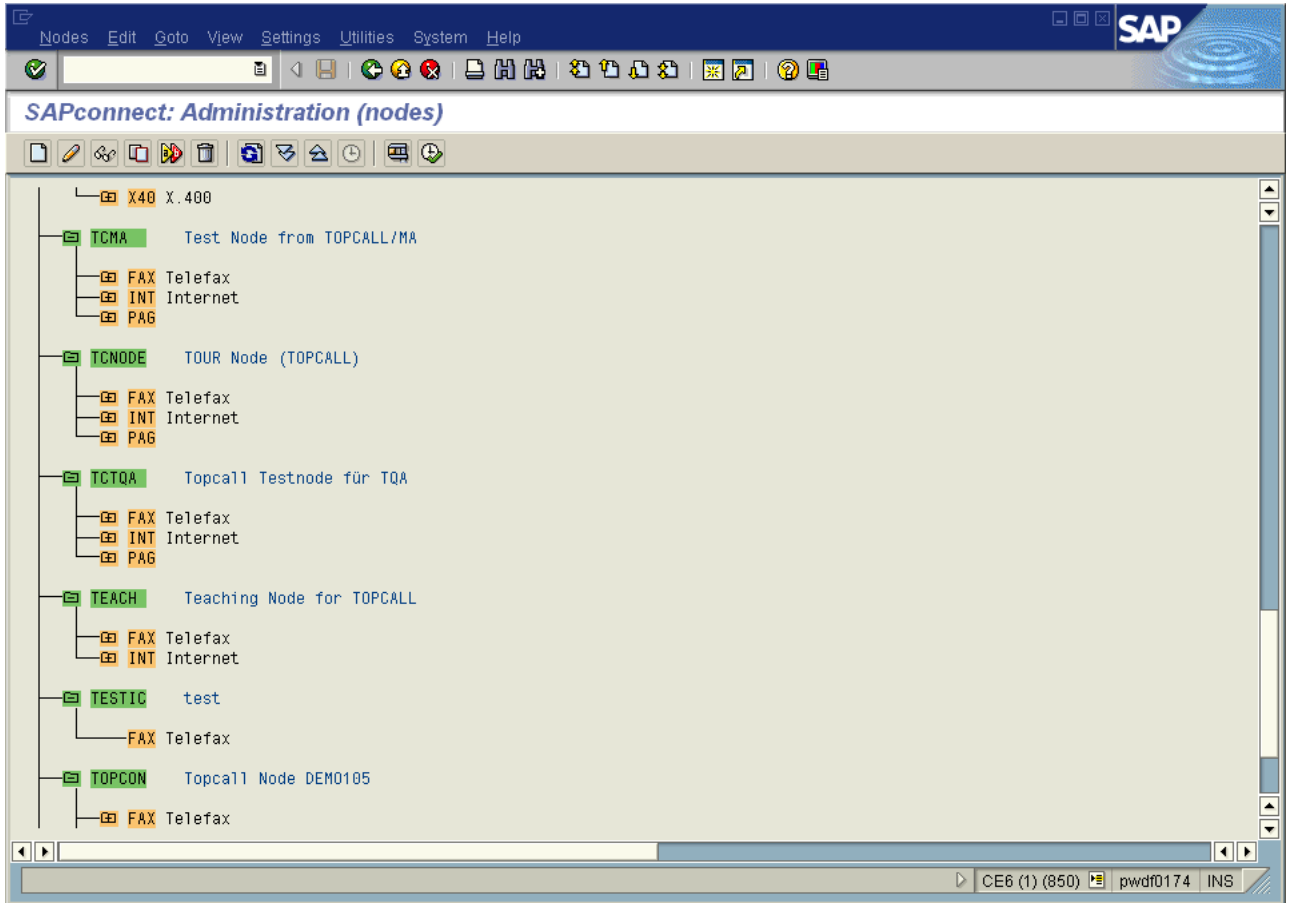 Nodes Edit Goto View Settings Utilities System Help
SAP
SAPconnect: Administration (nodes)
X40 X.400
TCMA Test Node from TOPCALL/MA
FAX Telefax
INT Internet
PAG
TCNODE TOUR Node (TOPCALL)
FAX Telefax
INT Internet
PAG
TCTQA Topcall Testnode für TQA
FAX Telefax
INT Internet
PAG
TEACH Teaching Node for TOPCALL
FAX Telefax
INT Internet
TESTIC test
FAX Telefax
TOPCON Topcall Node DEMO105
FAX Telefax
CE6 (1) (850) pwdf0174 INS